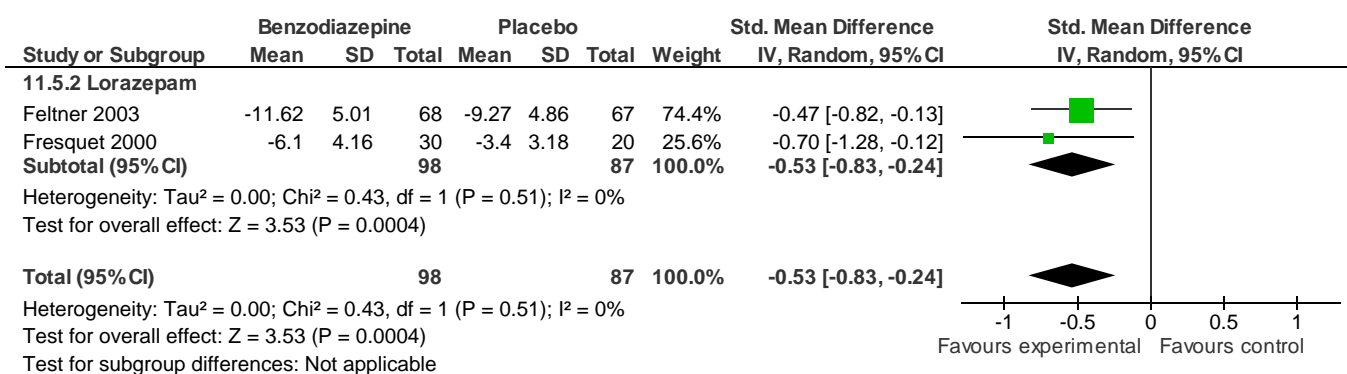 Benzodiazepine Placebo Std. Mean Difference Std. Mean Difference
Study or Subgroup Mean SD Total Mean SD Total Weight IV, Random, 95% CI IV, Random, 95% CI
11.5.2 Lorazepam
Feltner 2003 -11.62 5.01 68 -9.27 4.86 67 74.4% -0.47 [-0.82, -0.13]
Fresquet 2000 -6.1 4.16 30 -3.4 3.18 20 25.6% -0.70 [-1.28, -0.12]
Subtotal (95% CI) 98 87 100.0% -0.53 [-0.83, -0.24]
Heterogeneity: Tau² = 0.00; Chi² = 0.43, df = 1 (P = 0.51); I² = 0%
Test for overall effect: Z = 3.53 (P = 0.0004)
Total (95% CI) 98 87 100.0% -0.53 [-0.83, -0.24]
Heterogeneity: Tau² = 0.00; Chi² = 0.43, df = 1 (P = 0.51); I² = 0%
Test for overall effect: Z = 3.53 (P = 0.0004)
Test for subgroup differences: Not applicable
-1 -0.5 0 0.5 1
Favours experimental Favours control